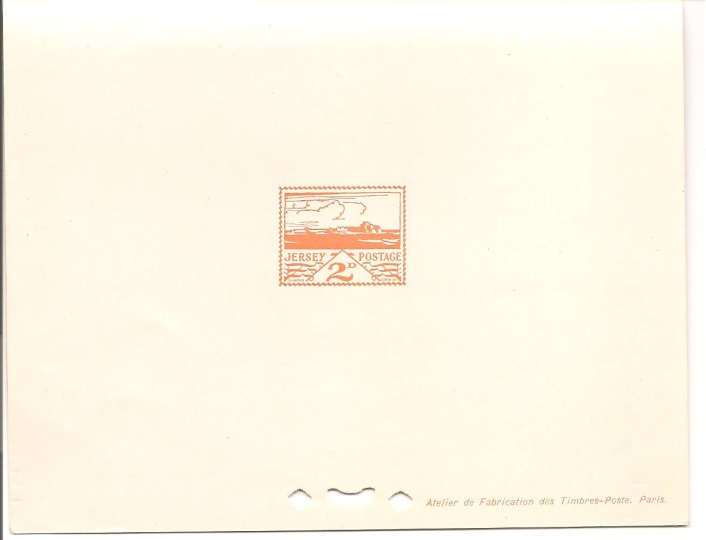 JERSEY POSTAGE
2D
Atelier de Fabrication des Timbres-Poste. Paris.